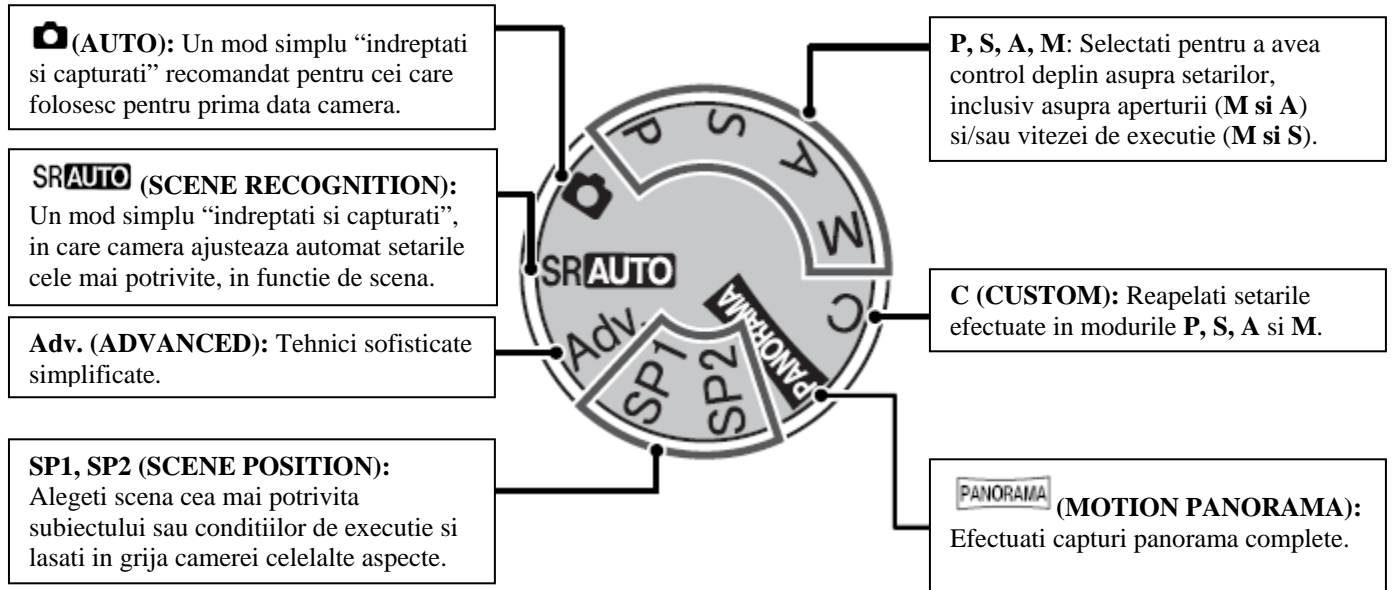 (AUTO): Un mod simplu “indreptati
si capturati” recomandat pentru cei care
folosesc pentru prima data camera.
SRAUTO (SCENE RECOGNITION):
Un mod simplu “indreptati si capturati”,
in care camera ajusteaza automat setarile
cele mai potrivite, in functie de scena.
Adv. (ADVANCED): Tehnici sofisticate
simplificate.
SP1, SP2 (SCENE POSITION):
Alegeti scena cea mai potrivita
subiectului sau conditiilor de executie si
lasati in grija camerei celelalte aspecte.
P
S
A
M
C
PANORAMA
SP2
SP1
Adv.
SRAUTO
P, S, A, M: Selectati pentru a avea
control deplin asupra setarilor,
inclusiv asupra aperturii (M si A)
si/sau vitezei de executie (M si S).
C (CUSTOM): Reapelati setarile
efectuate in modurile P, S, A si M.
PANORAMA (MOTION PANORAMA):
Efectuati capturi panorama complete.